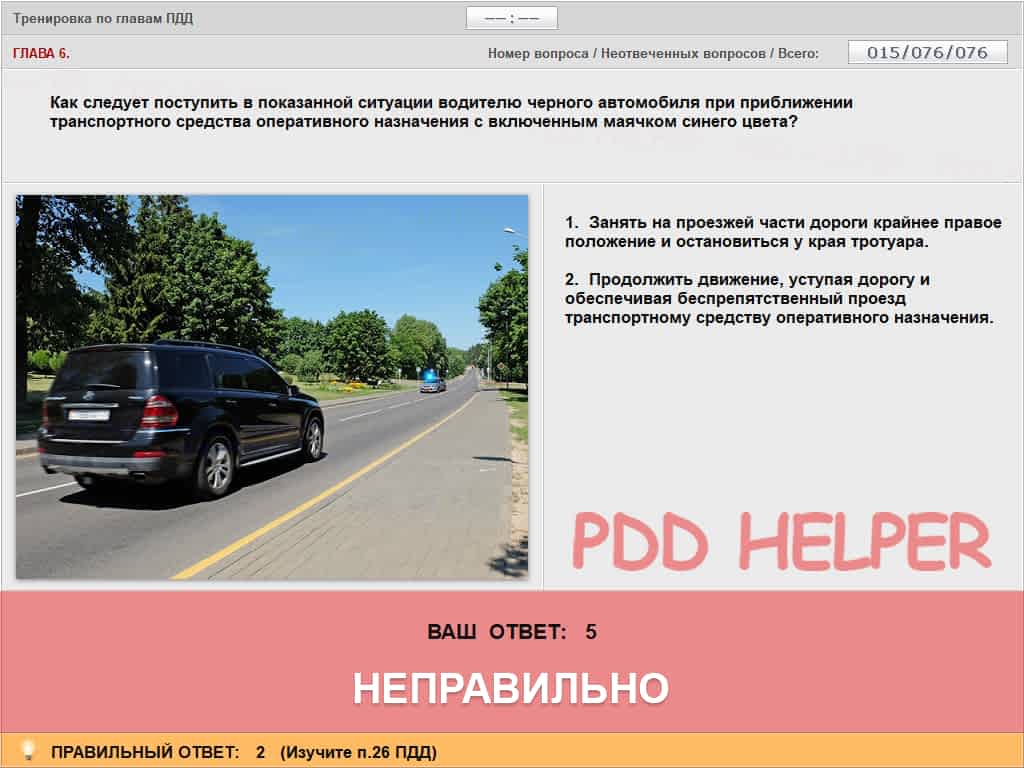 Тренировка по главам ПДД
—— : ——
ГЛАВА 6.
Номер вопроса / Неотвеченных вопросов / Всего:
015/076/076
Как следует поступить в показанной ситуации водителю черного автомобиля при приближении
транспортного средства оперативного назначения с включенным маячком синего цвета?
1. Занять на проезжей части дороги крайнее правое
положение и остановиться у края тротуара.
2. Продолжить движение, уступая дорогу и
обеспечивая беспрепятственный проезд
транспортному средству оперативного назначения.
PDD HELPER
ВАШ ОТВЕТ: 5
НЕПРАВИЛЬНО
ПРАВИЛЬНЫЙ ОТВЕТ: 2 (Изучите п.26 ПДД)